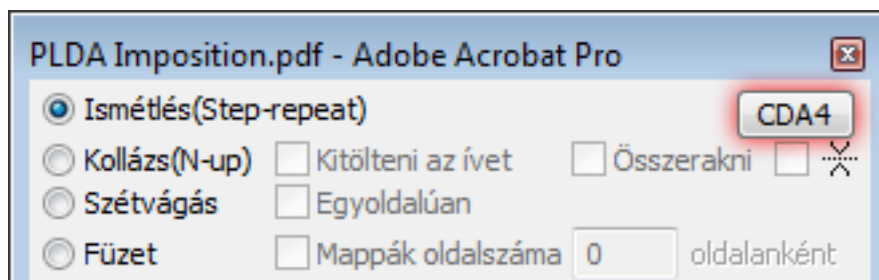 PLDA Imposition.pdf - Adobe Acrobat Pro
Ismétlés(Step-repeat) CDA4
Kollázs(N-up) Kitölteni az ívet Összerakni
Szétvágás Egyoldalúan
Füzet Mappák oldalszáma 0 oldalanként